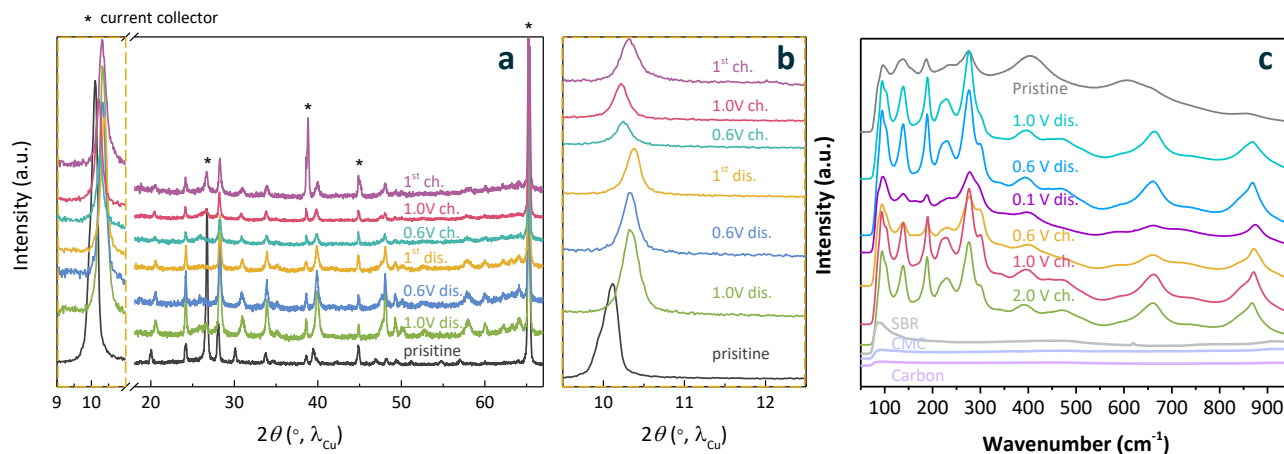 * current collector
*
a
*
*
*
1st ch.
1.0V ch.
0.6V ch.
1st dis.
0.6V dis.
1.0V dis.
prisitine
Intensity (a.u.)
9 10 20 30 40 50 60
2θ (°, λCu)
b
1st ch.
1.0V ch.
0.6V ch.
1st dis.
0.6V dis.
1.0V dis.
prisitine
10 11 12
2θ (°, λCu)
c
Pristine
1.0 V dis.
0.6 V dis.
0.1 V dis.
0.6 V ch.
1.0 V ch.
2.0 V ch.
SBR
CMC
Carbon
Intensity (a.u.)
100 200 300 400 500 600 700 800 900
Wavenumber (cm-1)